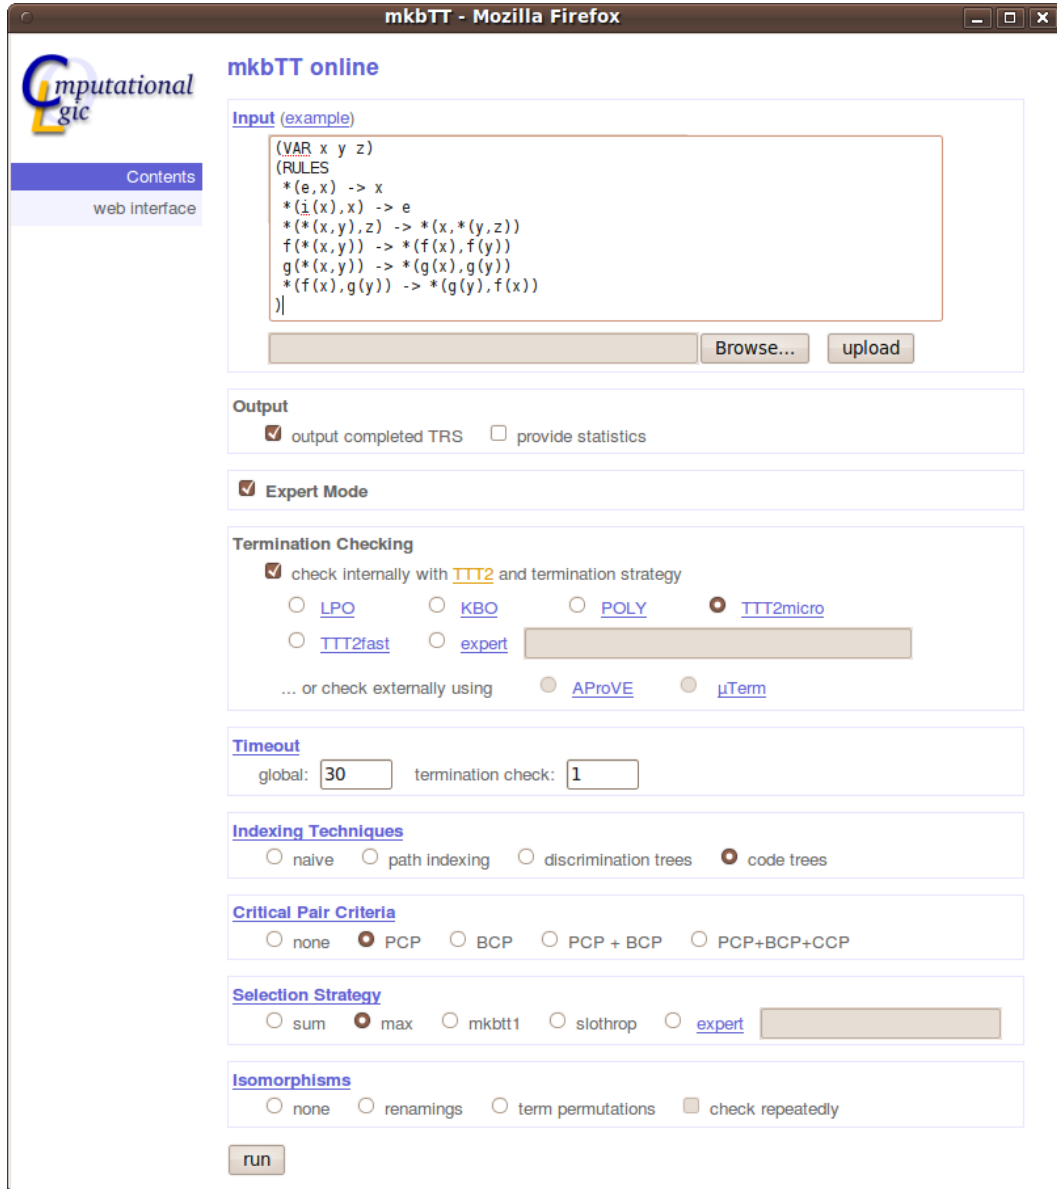 mkbTT - Mozilla Firefox
Computational
Logic
Contents
web interface
mkbTT online
Input (example)
(VAR x y z)
(RULES
*(e,x) -> x
*(i(x),x) -> e
*(*(x,y),z) -> *(x,*(y,z))
f(*(x,y)) -> *(f(x),f(y))
g(*(x,y)) -> *(g(x),g(y))
*(f(x),g(y)) -> *(g(y),f(x))
)
Browse... upload
Output
output completed TRS provide statistics
Expert Mode
Termination Checking
check internally with TTT2 and termination strategy
LPO KBO POLY TTT2micro
TTT2fast expert
... or check externally using AProVE μTerm
Timeout
global: 30 termination check: 1
Indexing Techniques
naive path indexing discrimination trees code trees
Critical Pair Criteria
none PCP BCP PCP + BCP PCP+BCP+CCP
Selection Strategy
sum max mkbtt1 slothrop expert
Isomorphisms
none renamings term permutations check repeatedly
run